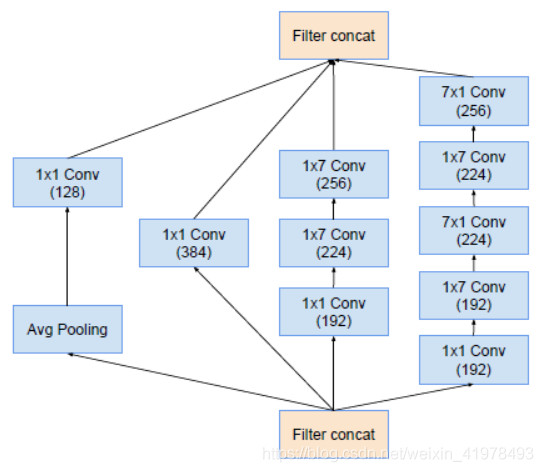 Filter concat
7x1 Conv
(256)
1x7 Conv
(224)
7x1 Conv
(224)
1x7 Conv
(192)
1x1 Conv
(192)
1x7 Conv
(256)
1x7 Conv
(224)
1x1 Conv
(192)
1x1 Conv
(384)
1x1 Conv
(128)
Avg Pooling
Filter concat
https://blog.csdn.net/weixin_41978493